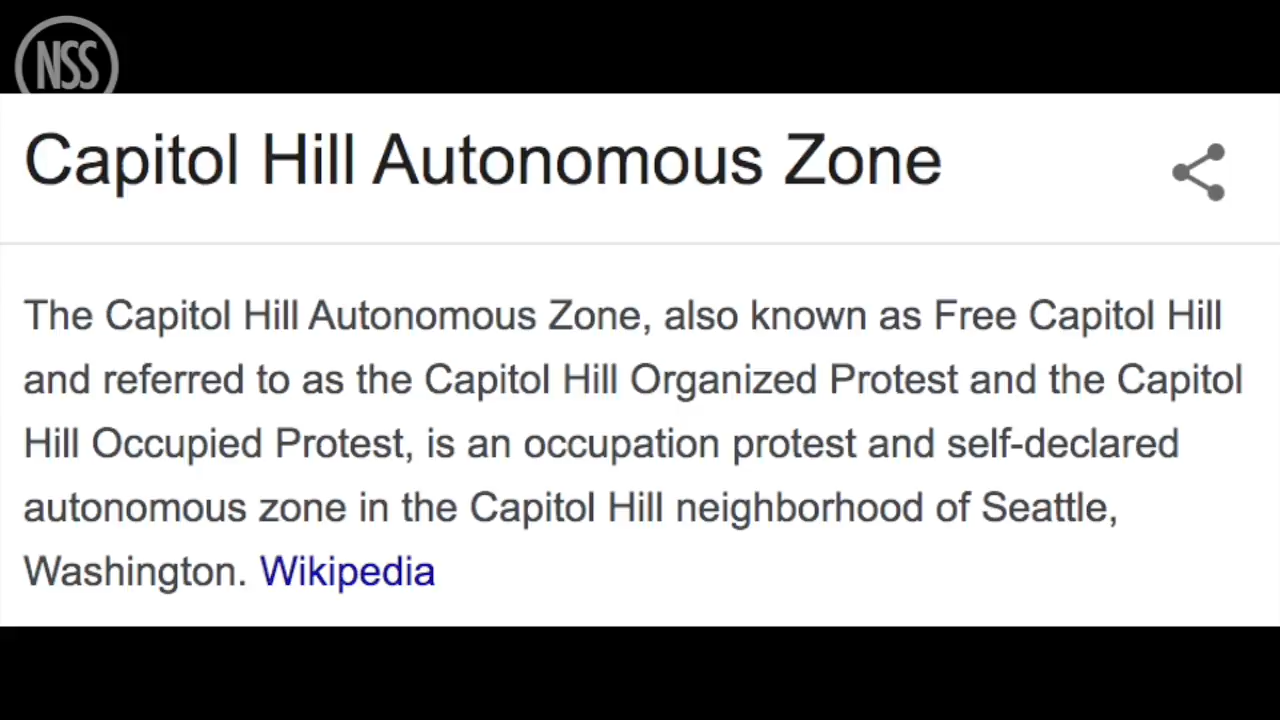 NSS
Capitol Hill Autonomous Zone
The Capitol Hill Autonomous Zone, also known as Free Capitol Hill
and referred to as the Capitol Hill Organized Protest and the Capitol
Hill Occupied Protest, is an occupation protest and self-declared
autonomous zone in the Capitol Hill neighborhood of Seattle,
Washington. Wikipedia